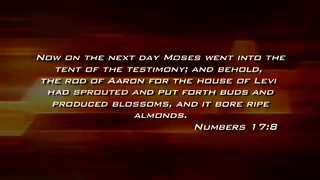 Now on the next day Moses went into the
tent of the testimony; and behold,
the rod of Aaron for the house of Levi
had sprouted and put forth buds and
produced blossoms, and it bore ripe
almonds.
Numbers 17:8